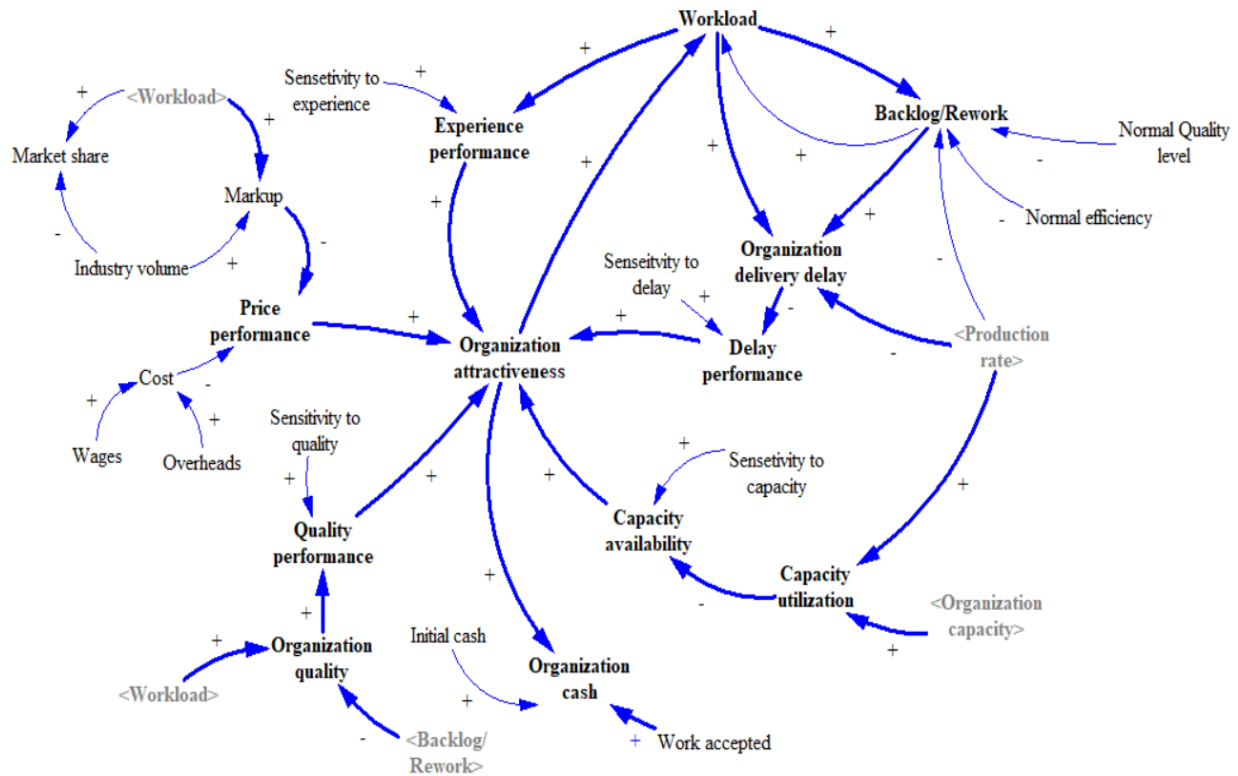 Workload
+
+
Sensetivity to
experience
+
<Workload>
+
+
Experience
performance
Backlog/Rework
Normal Quality
level
-
Market share
Markup
+
+
+
+
-
Normal efficiency
-
-
Industry volume
+
-
Organization
delivery delay
+
Senseitvity to
delay
+
-
-
Price
performance
+
+
Organization
attractiveness
Delay
performance
<Production
rate>
-
Cost
-
+
+
Wages
Overheads
Sensitivity to
quality
+
+
+
+
Sensetivity to
capacity
+
Quality
performance
Capacity
availability
+
Capacity
utilization
-
<Organization
capacity>
+
+
+
Organization
quality
+
Initial cash
Organization
cash
<Workload>
+
-
<Backlog/
Rework>
+
Work accepted